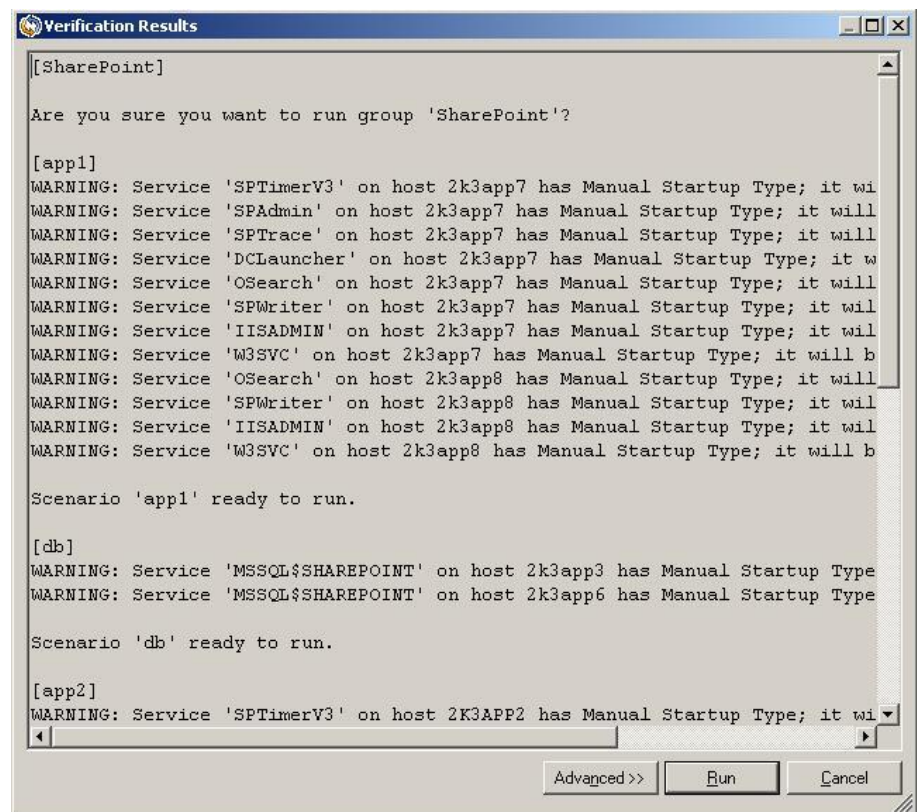 Verification Results
[SharePoint]
Are you sure you want to run group 'SharePoint'?
[app1]
WARNING: Service 'SPTimerV3' on host 2k3app7 has Manual Startup Type; it wi
WARNING: Service 'SPAdmin' on host 2k3app7 has Manual Startup Type; it will
WARNING: Service 'SPTrace' on host 2k3app7 has Manual Startup Type; it will
WARNING: Service 'DCLauncher' on host 2k3app7 has Manual Startup Type; it w
WARNING: Service 'OSearch' on host 2k3app7 has Manual Startup Type; it will
WARNING: Service 'SPWriter' on host 2k3app7 has Manual Startup Type; it wil
WARNING: Service 'IISADMIN' on host 2k3app7 has Manual Startup Type; it wil
WARNING: Service 'W3SVC' on host 2k3app7 has Manual Startup Type; it will b
WARNING: Service 'OSearch' on host 2k3app8 has Manual Startup Type; it will
WARNING: Service 'SPWriter' on host 2k3app8 has Manual Startup Type; it wil
WARNING: Service 'IISADMIN' on host 2k3app8 has Manual Startup Type; it wil
WARNING: Service 'W3SVC' on host 2k3app8 has Manual Startup Type; it will b
Scenario 'app1' ready to run.
[db]
WARNING: Service 'MSSQL$SHAREPOINT' on host 2k3app3 has Manual Startup Type
WARNING: Service 'MSSQL$SHAREPOINT' on host 2k3app6 has Manual Startup Type
Scenario 'db' ready to run.
[app2]
WARNING: Service 'SPTimerV3' on host 2K3APP2 has Manual Startup Type; it wi
Advanced >> Run Cancel